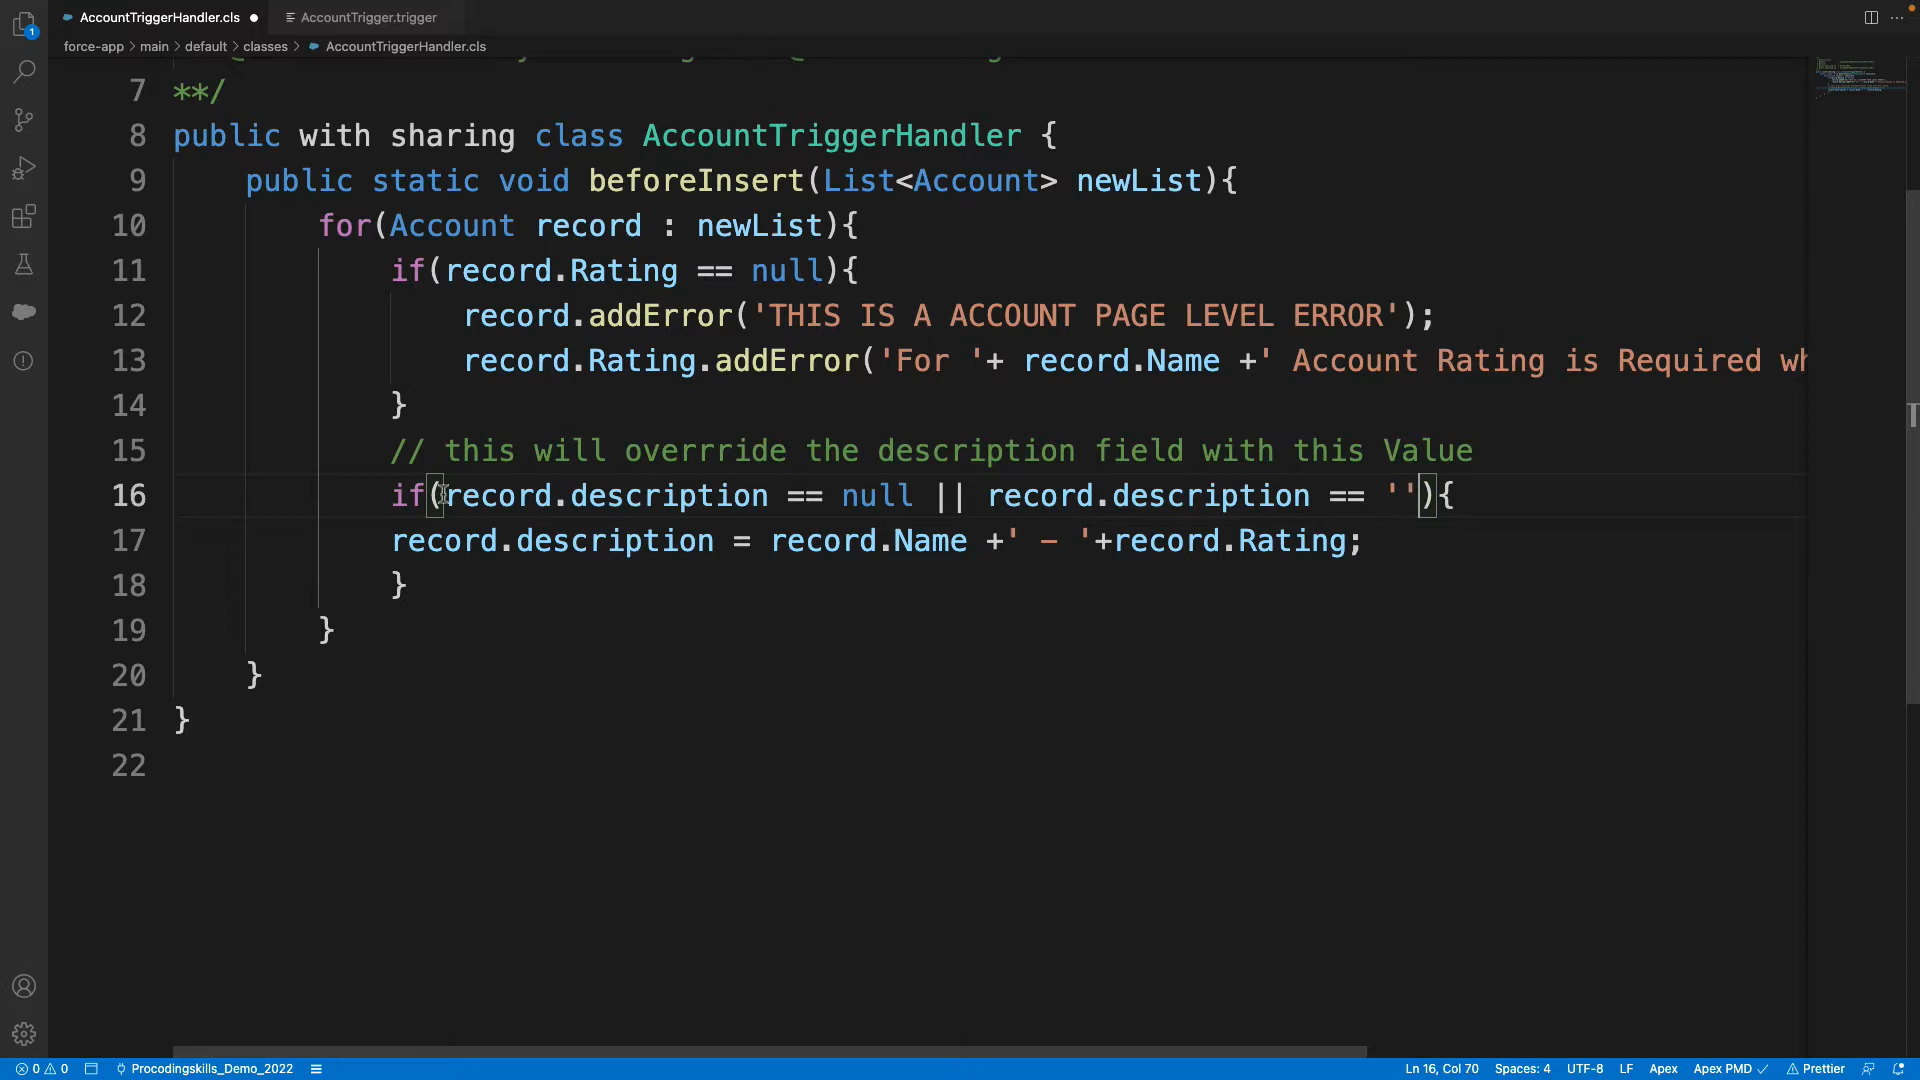 AccountTriggerHandler.cls
AccountTrigger.trigger
force-app > main > default > classes > AccountTriggerHandler.cls
7 **/
8 public with sharing class AccountTriggerHandler {
9 public static void beforeInsert(List<Account> newList){
10 for(Account record : newList){
11 if(record.Rating == null){
12 record.addError('THIS IS A ACCOUNT PAGE LEVEL ERROR');
13 record.Rating.addError('For '+ record.Name +' Account Rating is Required wh
14 }
15 // this will overrride the description field with this Value
16 if(record.description == null || record.description == ''){
17 record.description = record.Name +' - '+record.Rating;
18 }
19 }
20 }
21 }
22
1
0 0 Procodingskills_Demo_2022 Ln 16, Col 70 Spaces: 4 UTF-8 LF Apex Apex PMD Prettier